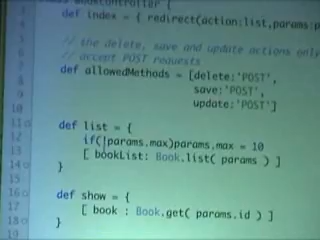 Controller {
def index = { redirect(action:list,params:p
// the delete, save and update actions only
// accept POST requests
def allowedMethods = [delete:'POST',
save:'POST',
update:'POST']
def list = {
if(!params.max)params.max = 10
[ bookList: Book.list( params ) ]
}
def show = {
[ book : Book.get( params.id ) ]
}